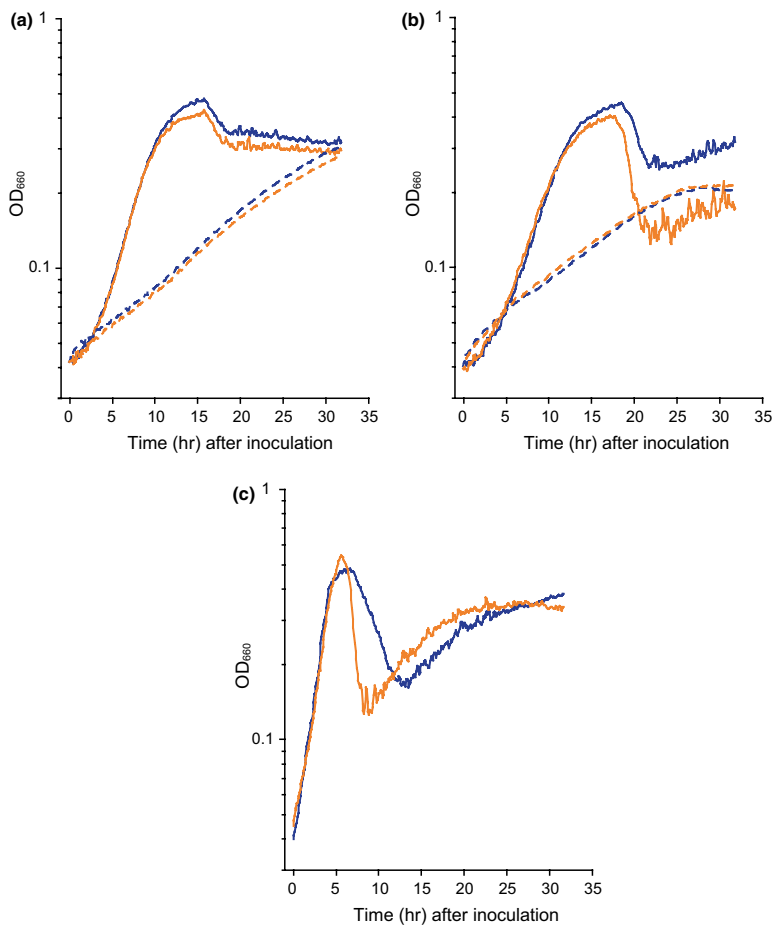 (a)
1
OD660
0.1
0 5 10 15 20 25 30 35
Time (hr) after inoculation
(b)
1
OD660
0.1
0 5 10 15 20 25 30 35
Time (hr) after inoculation
(c)
1
OD660
0.1
0 5 10 15 20 25 30 35
Time (hr) after inoculation